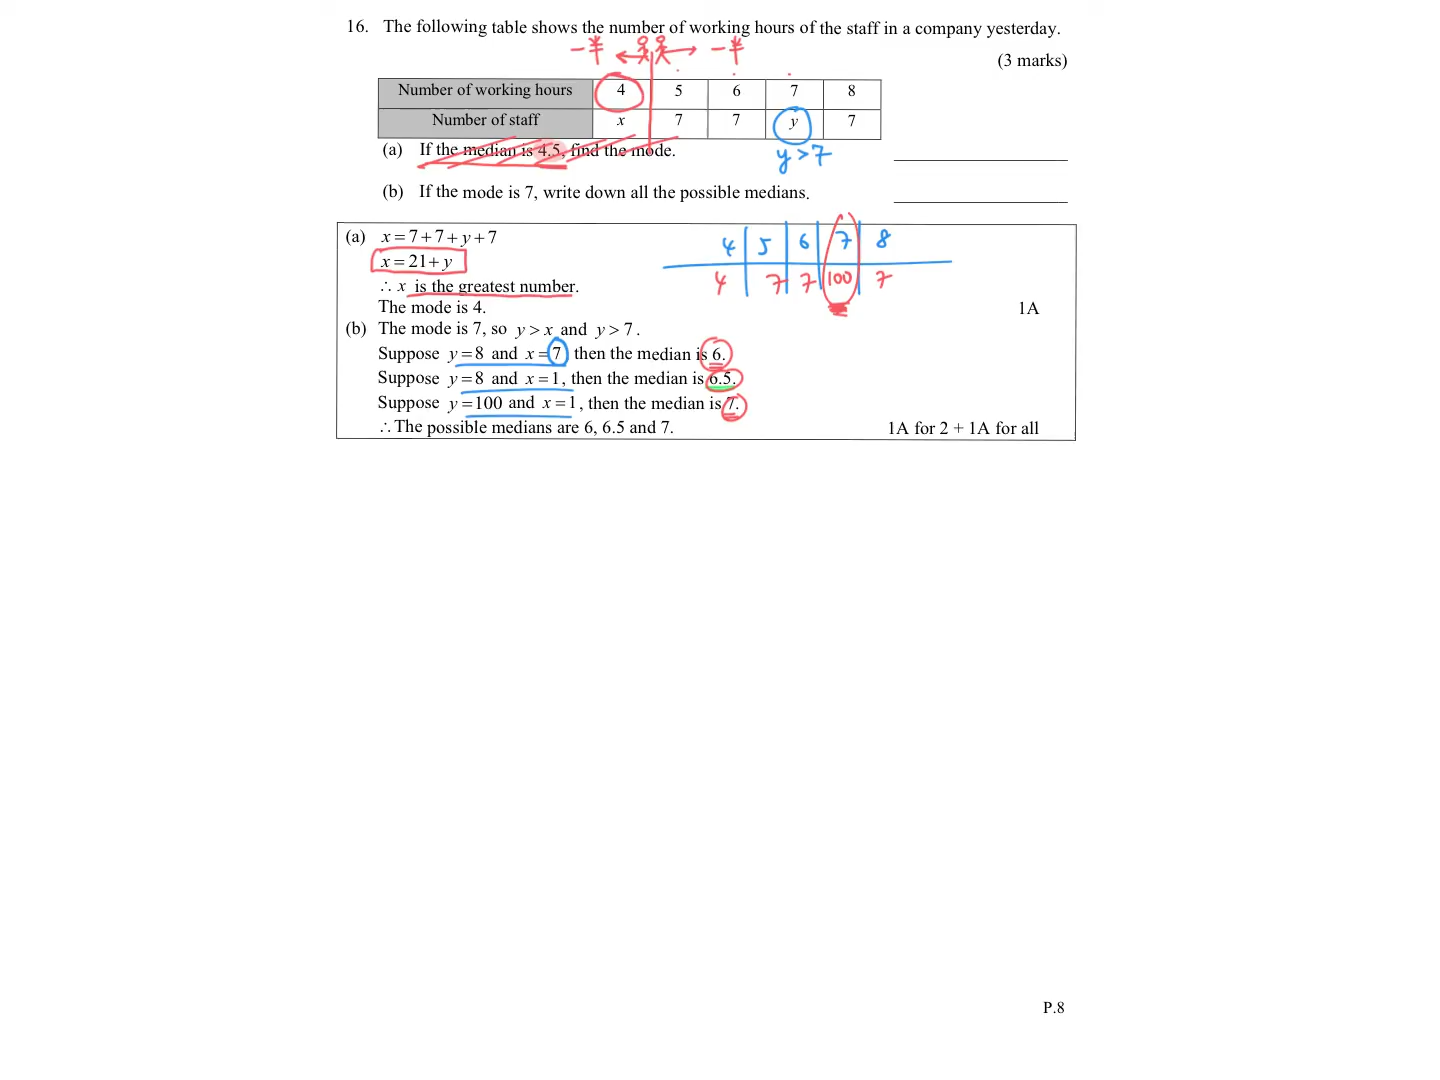 16. The following table shows the number of working hours of the staff in a company yesterday.
(3 marks)
一半 一半
Number of working hours 4 5 6 7 8
Number of staff x 7 7 y 7
y>7
(a) If the median is 4.5, find the mode.
(b) If the mode is 7, write down all the possible medians.
(a) x = 7 + 7 + y + 7
x = 21 + y
∴ x is the greatest number.
The mode is 4.
1A
4 5 6 7 8
4 7 7 100 7
(b) The mode is 7, so y > x and y > 7.
Suppose y = 8 and x = 7, then the median is 6.
Suppose y = 8 and x = 1, then the median is 6.5.
Suppose y = 100 and x = 1, then the median is 7.
∴ The possible medians are 6, 6.5 and 7.
1A for 2 + 1A for all
P.8